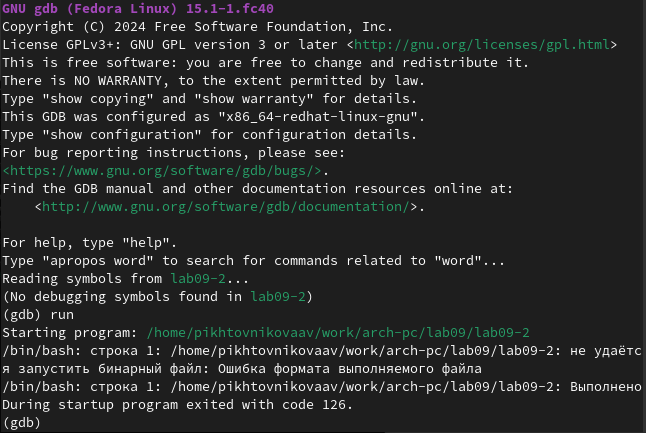 GNU gdb (Fedora Linux) 15.1-1.fc40
Copyright (C) 2024 Free Software Foundation, Inc.
License GPLv3+: GNU GPL version 3 or later <http://gnu.org/licenses/gpl.html>
This is free software: you are free to change and redistribute it.
There is NO WARRANTY, to the extent permitted by law.
Type "show copying" and "show warranty" for details.
This GDB was configured as "x86_64-redhat-linux-gnu".
Type "show configuration" for configuration details.
For bug reporting instructions, please see:
<https://www.gnu.org/software/gdb/bugs/>.
Find the GDB manual and other documentation resources online at:
    <http://www.gnu.org/software/gdb/documentation/>.

For help, type "help".
Type "apropos word" to search for commands related to "word"...
Reading symbols from lab09-2...
(No debugging symbols found in lab09-2)
(gdb) run
Starting program: /home/pikhtovnikovaav/work/arch-pc/lab09/lab09-2
/bin/bash: строка 1: /home/pikhtovnikovaav/work/arch-pc/lab09/lab09-2: не удаётс
я запустить бинарный файл: Ошибка формата выполняемого файла
/bin/bash: строка 1: /home/pikhtovnikovaav/work/arch-pc/lab09/lab09-2: Выполнено
During startup program exited with code 126.
(gdb)